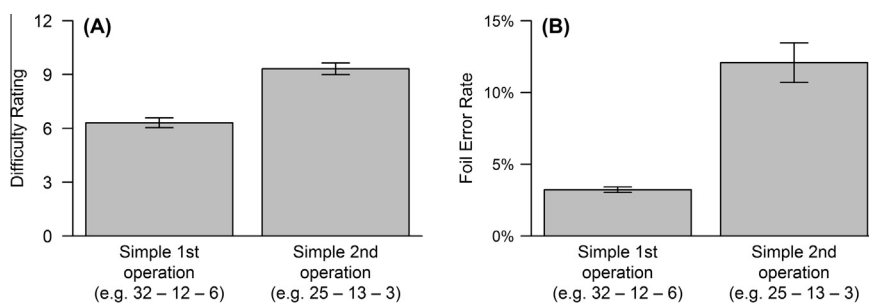 (A)
Difficulty Rating
12
9
6
3
0
Simple 1st
operation
(e.g. 32 – 12 – 6)
Simple 2nd
operation
(e.g. 25 – 13 – 3)
(B)
Foil Error Rate
15%
10%
5%
0%
Simple 1st
operation
(e.g. 32 – 12 – 6)
Simple 2nd
operation
(e.g. 25 – 13 – 3)